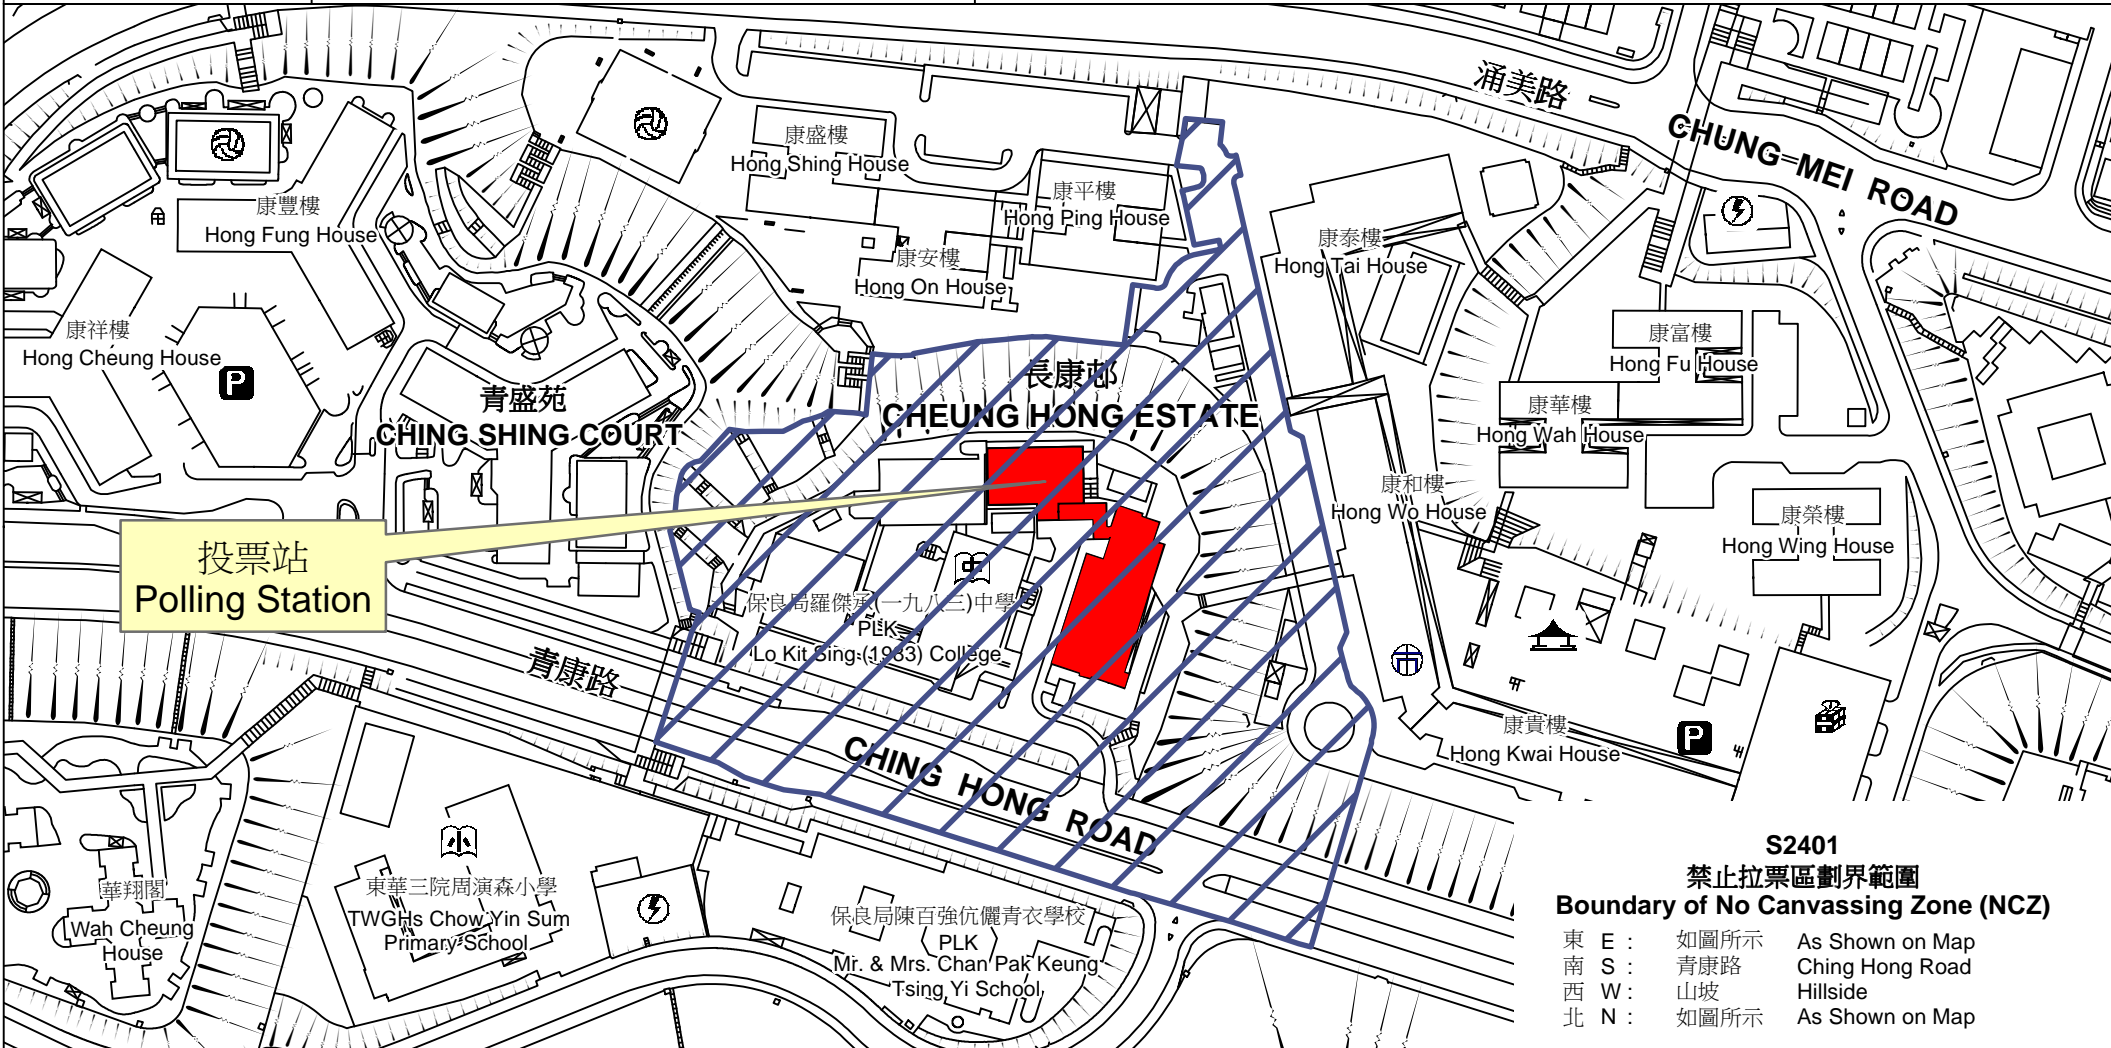 涌美路
CHUNG MEI ROAD
康盛樓
Hong Shing House
康平樓
Hong Ping House
康豐樓
Hong Fung House
康安樓
Hong On House
康泰樓
Hong Tai House
康祥樓
Hong Cheung House
P
康富樓
Hong Fu House
青盛苑
CHING SHING COURT
長康邨
CHEUNG HONG ESTATE
康華樓
Hong Wah House
康和樓
Hong Wo House
康榮樓
Hong Wing House
投票站
Polling Station
中
保良局羅傑承(一九八三)中學
PLK
Lo Kit Sing (1983) College
青康路
CHING HONG ROAD
市
康貴樓
Hong Kwai House
P
小
東華三院周演森小學
TWGHs Chow Yin Sum
Primary School
華翔閣
Wah Cheung
House
保良局陳百強伉儷青衣學校
PLK
Mr. & Mrs. Chan Pak Keung
Tsing Yi School
S2401
禁止拉票區劃界範圍
Boundary of No Canvassing Zone (NCZ)
東 E : 如圖所示 As Shown on Map
南 S : 青康路 Ching Hong Road
西 W : 山坡 Hillside
北 N : 如圖所示 As Shown on Map